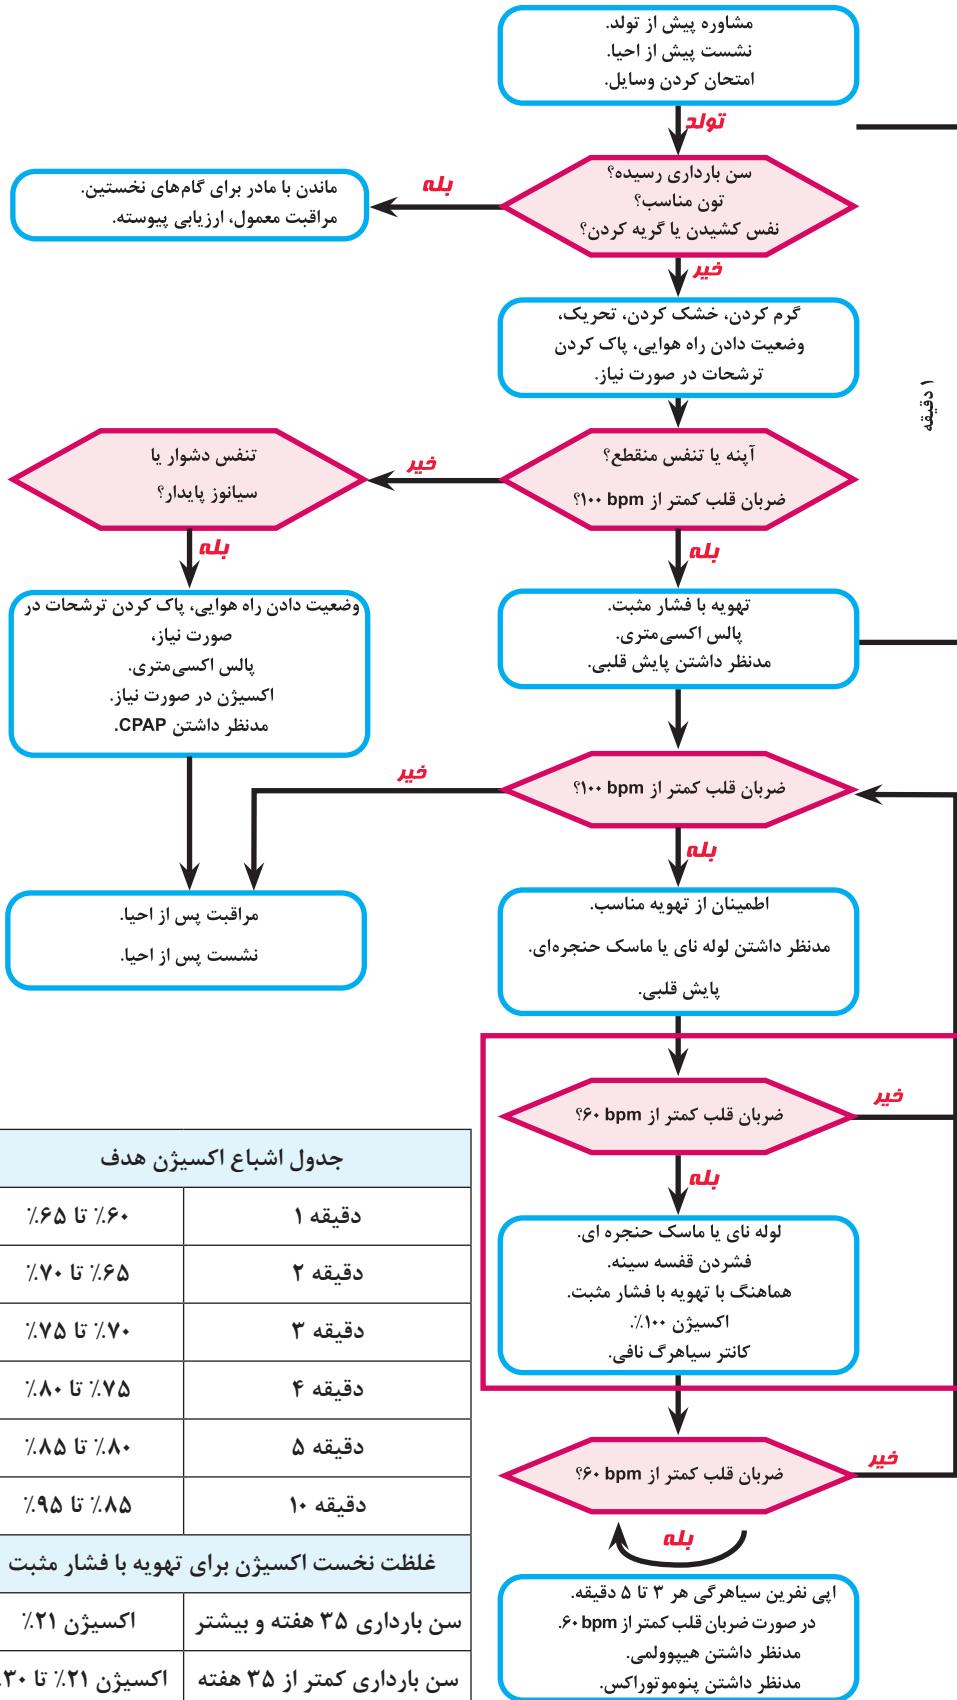 مشاوره پیش از تولد.
نشست پیش از احیا.
امتحان کردن وسایل.
تولد
سن بارداری رسیده؟
تون مناسب؟
نفس کشیدن یا گریه کردن؟
بله
ماندن با مادر برای گام‌های نخستین.
مراقبت معمول، ارزیابی پیوسته.
خیر
گرم کردن، خشک کردن، تحریک،
وضعیت دادن راه هوایی، پاک کردن
ترشحات در صورت نیاز.
۱ دقیقه
آپنه یا تنفس منقطع؟
ضربان قلب کمتر از ۱۰۰ bpm؟
خیر
تنفس دشوار یا
سیانوز پایدار؟
بله
بله
تهویه با فشار مثبت.
پالس اکسی‌متری.
مدنظر داشتن پایش قلبی.
وضعیت دادن راه هوایی، پاک کردن ترشحات در
صورت نیاز،
پالس اکسی‌متری.
اکسیژن در صورت نیاز.
مدنظر داشتن CPAP.
ضربان قلب کمتر از ۱۰۰ bpm؟
خیر
بله
مراقبت پس از احیا.
نشست پس از احیا.
اطمینان از تهویه مناسب.
مدنظر داشتن لوله نای یا ماسک حنجره‌ای.
پایش قلبی.
ضربان قلب کمتر از ۶۰ bpm؟
خیر
بله
لوله نای یا ماسک حنجره ای.
فشردن قفسه سینه.
هماهنگ با تهویه با فشار مثبت.
اکسیژن ۱۰۰٪.
کانتر سیاهرگ نافی.
ضربان قلب کمتر از ۶۰ bpm؟
خیر
بله
اپی نفرین سیاهرگی هر ۳ تا ۵ دقیقه.
در صورت ضربان قلب کمتر از ۶۰ bpm.
مدنظر داشتن هیپوولمی.
مدنظر داشتن پنوموتوراکس.
جدول اشباع اکسیژن هدف
دقیقه ۱ ۶۰٪ تا ۶۵٪
دقیقه ۲ ۶۵٪ تا ۷۰٪
دقیقه ۳ ۷۰٪ تا ۷۵٪
دقیقه ۴ ۷۵٪ تا ۸۰٪
دقیقه ۵ ۸۰٪ تا ۸۵٪
دقیقه ۱۰ ۸۵٪ تا ۹۵٪
غلظت نخست اکسیژن برای تهویه با فشار مثبت
سن بارداری ۳۵ هفته و بیشتر اکسیژن ۲۱٪
سن بارداری کمتر از ۳۵ هفته اکسیژن ۲۱٪ تا ۳۰٪